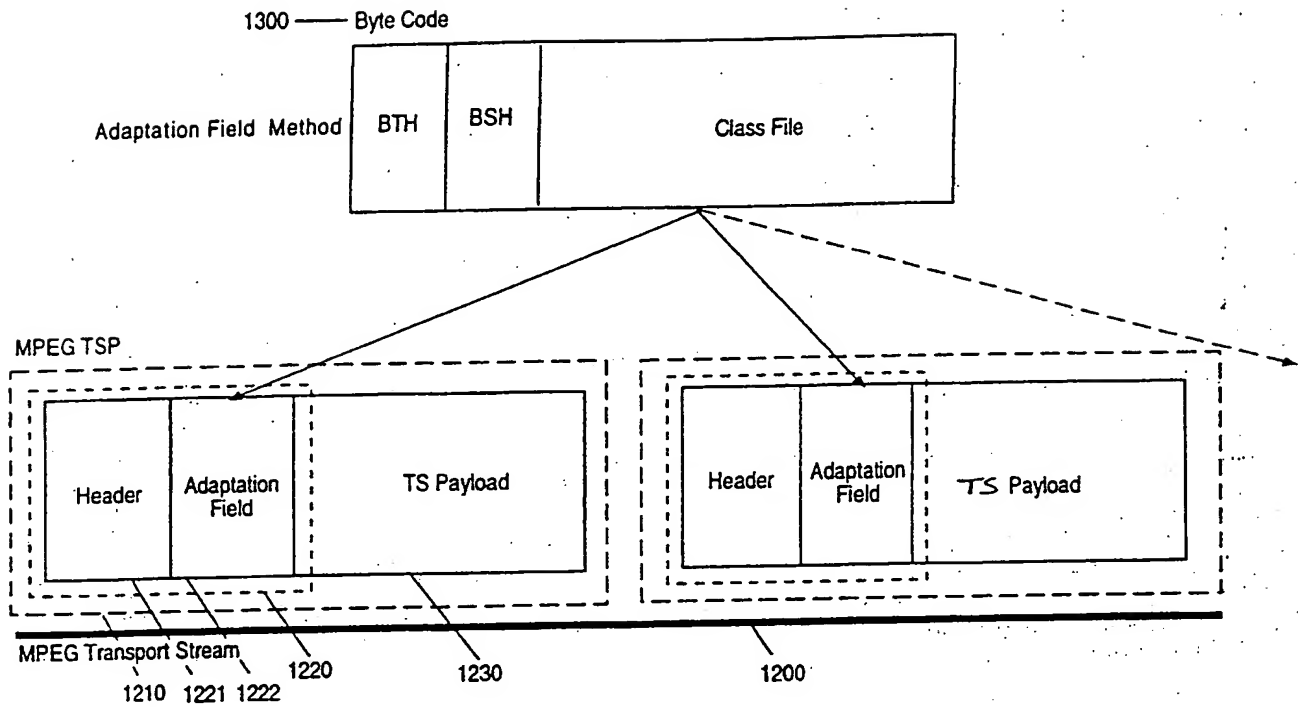 1300 Byte Code
Adaptation Field Method
BTH
BSH
Class File
MPEG TSP
Header
Adaptation
Field
TS Payload
Header
Adaptation
Field
TS Payload
MPEG Transport Stream
1210
1221
1222
1220
1230
1200